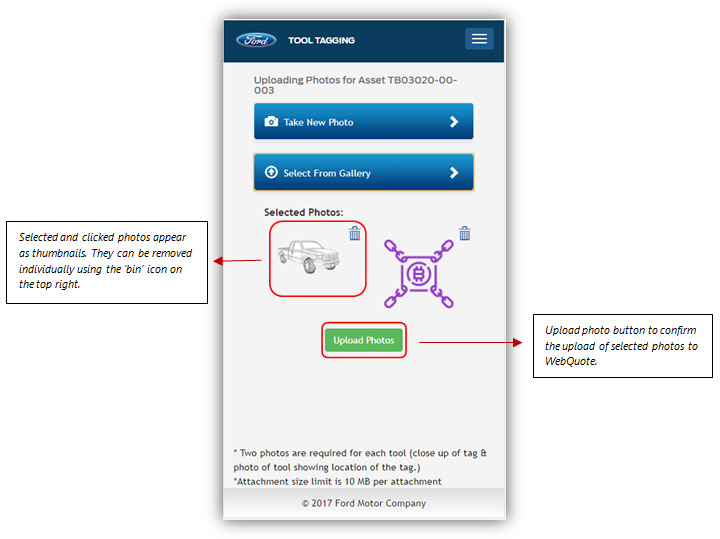 Ford TOOL TAGGING
Uploading Photos for Asset TB03020-00-
003
Take New Photo
Select From Gallery
Selected Photos:
Selected and clicked photos appear
as thumbnails. They can be removed
individually using the ‘bin’ icon on
the top right.
Upload Photos
Upload photo button to confirm
the upload of selected photos to
WebQuote.
* Two photos are required for each tool (close up of tag &
photo of tool showing location of the tag.)
*Attachment size limit is 10 MB per attachment
© 2017 Ford Motor Company